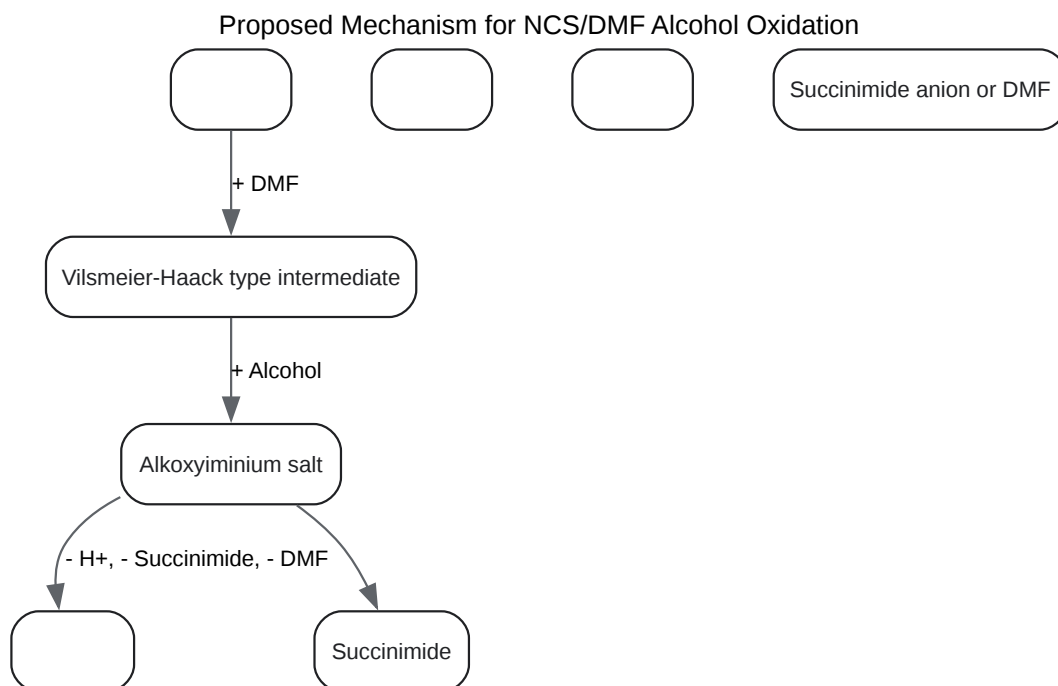 Proposed Mechanism for NCS/DMF Alcohol Oxidation
Succinimide anion or DMF
+ DMF
Vilsmeier-Haack type intermediate
+ Alcohol
Alkoxyiminium salt
- H+, - Succinimide, - DMF
Succinimide